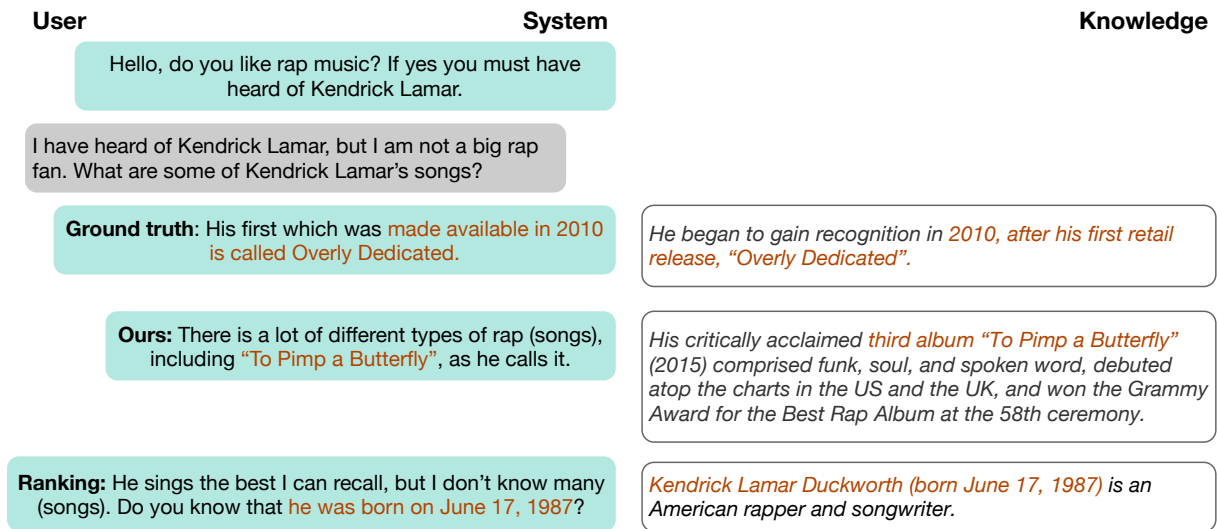 User
System
Knowledge
Hello, do you like rap music? If yes you must have
heard of Kendrick Lamar.
I have heard of Kendrick Lamar, but I am not a big rap
fan. What are some of Kendrick Lamar’s songs?
Ground truth: His first which was made available in 2010
is called Overly Dedicated.
He began to gain recognition in 2010, after his first retail
release, “Overly Dedicated”.
Ours: There is a lot of different types of rap (songs),
including “To Pimp a Butterfly”, as he calls it.
His critically acclaimed third album “To Pimp a Butterfly”
(2015) comprised funk, soul, and spoken word, debuted
atop the charts in the US and the UK, and won the Grammy
Award for the Best Rap Album at the 58th ceremony.
Ranking: He sings the best I can recall, but I don’t know many
(songs). Do you know that he was born on June 17, 1987?
Kendrick Lamar Duckworth (born June 17, 1987) is an
American rapper and songwriter.